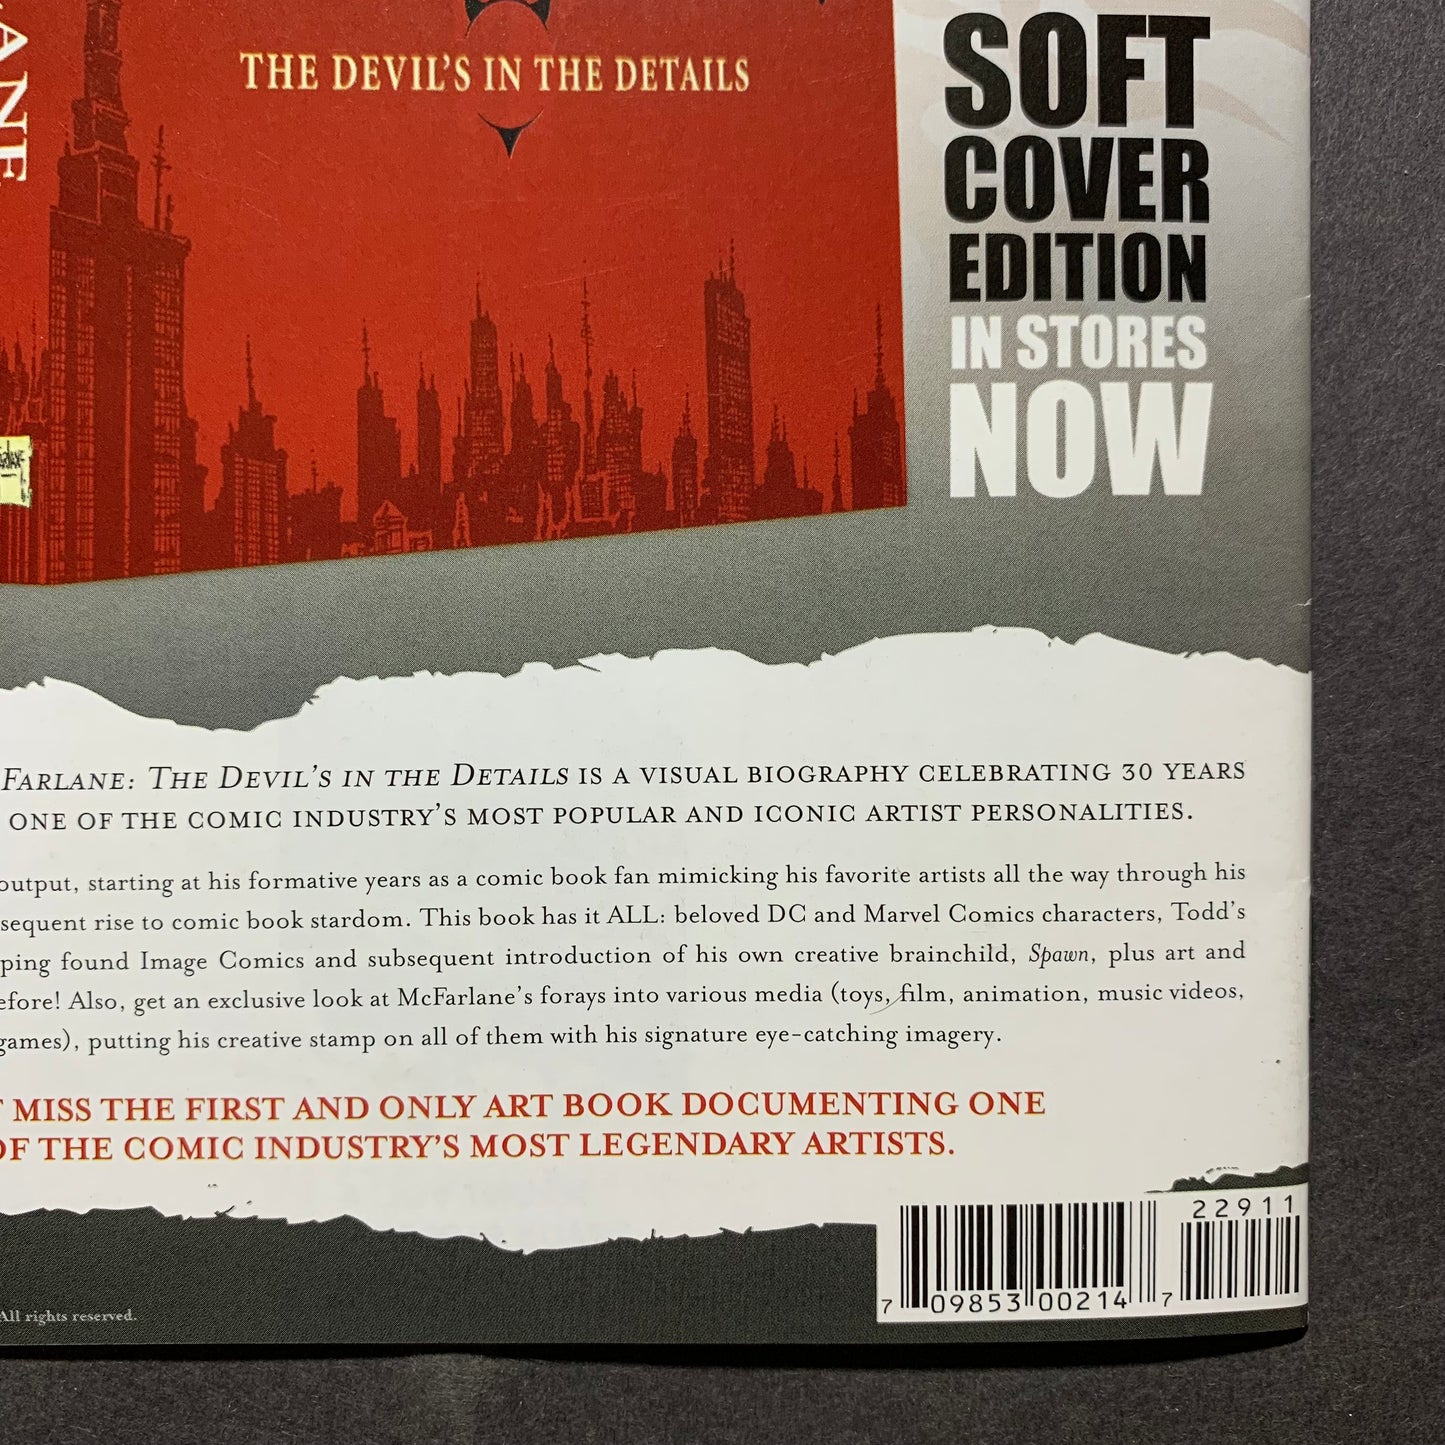 THE DEVIL'S IN THE DETAILS
SOFT
COVER
EDITION
IN STORES
NOW
FARLANE: THE DEVIL'S IN THE DETAILS IS A VISUAL BIOGRAPHY CELEBRATING 30 YEARS
ONE OF THE COMIC INDUSTRY'S MOST POPULAR AND ICONIC ARTIST PERSONALITIES.
output, starting at his formative years as a comic book fan mimicking his favorite artists all the way through his
sequent rise to comic book stardom. This book has it ALL: beloved DC and Marvel Comics characters, Todd's
ping found Image Comics and subsequent introduction of his own creative brainchild, Spawn, plus art and
efore! Also, get an exclusive look at McFarlane's forays into various media (toys, film, animation, music videos,
games), putting his creative stamp on all of them with his signature eye-catching imagery.
MISS THE FIRST AND ONLY ART BOOK DOCUMENTING ONE
OF THE COMIC INDUSTRY'S MOST LEGENDARY ARTISTS.
22911
7 09853 00214 7
All rights reserved.